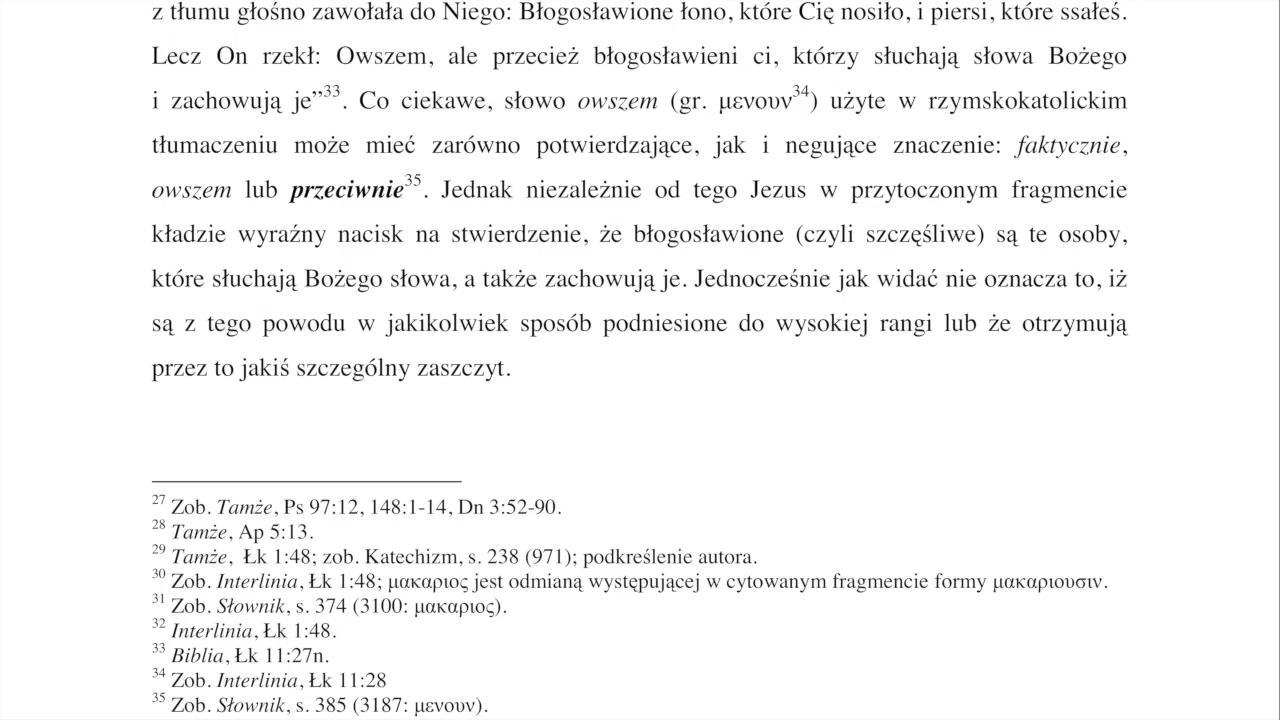 z tłumu głośno zawołała do Niego: Błogosławione łono, które Cię nosiło, i piersi, które ssałeś.
Lecz On rzekł: Owszem, ale przecież błogosławieni ci, którzy słuchają słowa Bożego
i zachowują je”33. Co ciekawe, słowo owszem (gr. μενουν34) użyte w rzymskokatolickim
tłumaczeniu może mieć zarówno potwierdzające, jak i negujące znaczenie: faktycznie,
owszem lub przeciwnie35. Jednak niezależnie od tego Jezus w przytoczonym fragmencie
kładzie wyraźny nacisk na stwierdzenie, że błogosławione (czyli szczęśliwe) są te osoby,
które słuchają Bożego słowa, a także zachowują je. Jednocześnie jak widać nie oznacza to, iż
są z tego powodu w jakikolwiek sposób podniesione do wysokiej rangi lub że otrzymują
przez to jakiś szczególny zaszczyt.
27 Zob. Tamże, Ps 97:12, 148:1-14, Dn 3:52-90.
28 Tamże, Ap 5:13.
29 Tamże, Łk 1:48; zob. Katechizm, s. 238 (971); podkreślenie autora.
30 Zob. Interlinia, Łk 1:48; μακαριος jest odmianą występującej w cytowanym fragmencie formy μακαριουσιν.
31 Zob. Słownik, s. 374 (3100: μακαριος).
32 Interlinia, Łk 1:48.
33 Biblia, Łk 11:27n.
34 Zob. Interlinia, Łk 11:28
35 Zob. Słownik, s. 385 (3187: μενουν).